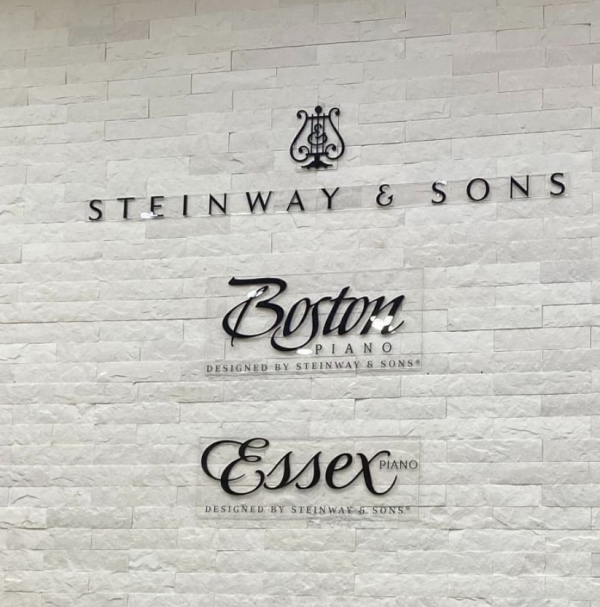 &
STEINWAY & SONS
Boston
PIANO
DESIGNED BY STEINWAY & SONS®
Essex PIANO
DESIGNED BY STEINWAY & SONS®